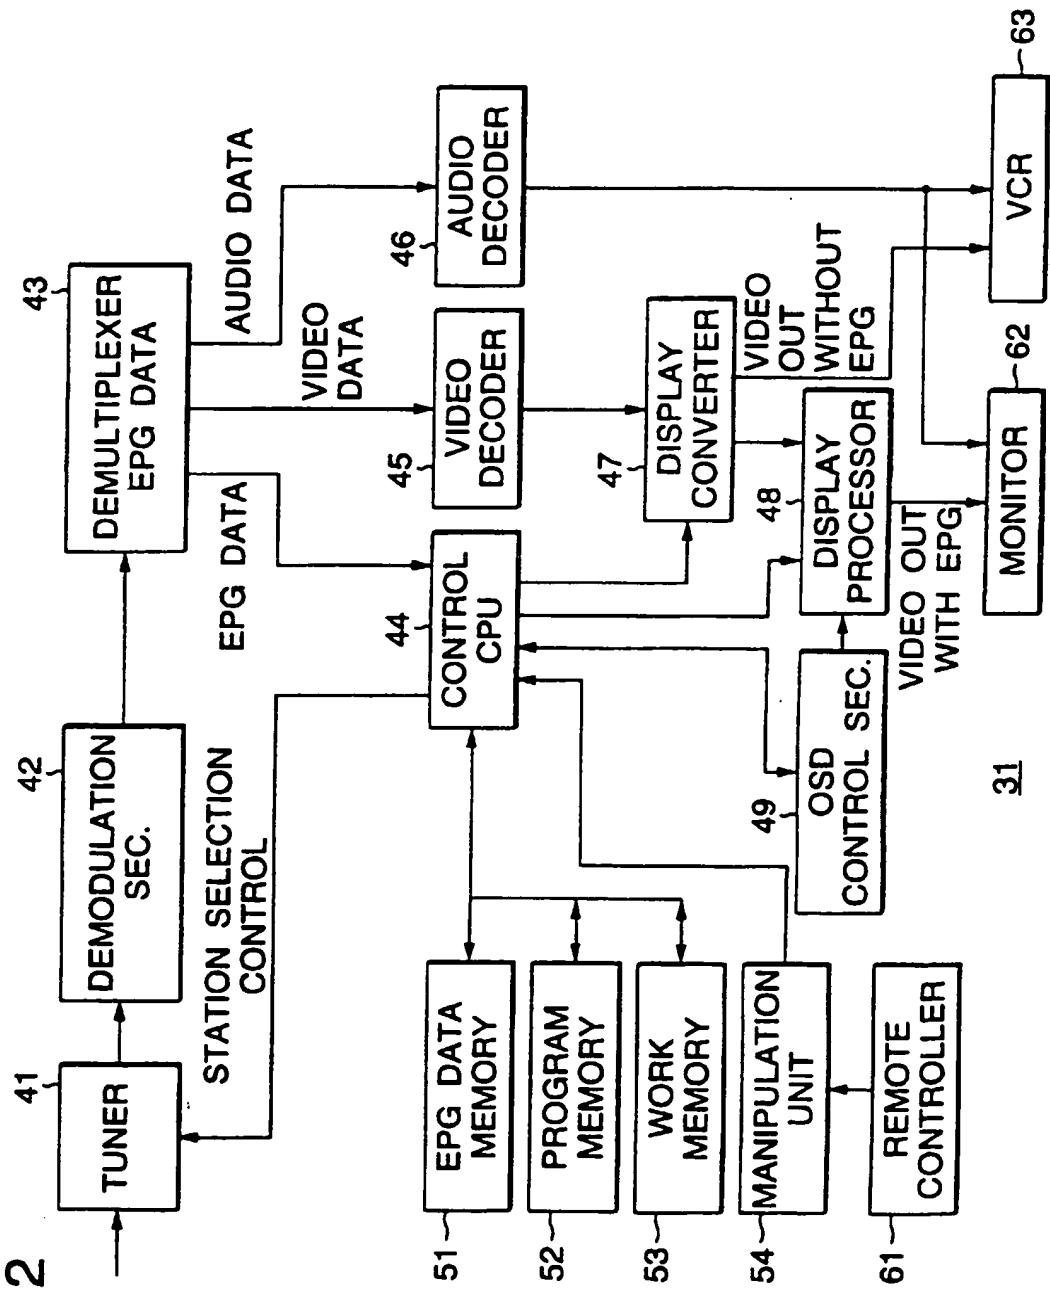 2
41
TUNER
42
DEMODULATION
SEC.
43
DEMULTIPLEXER
EPG DATA
STATION SELECTION
CONTROL
EPG DATA
VIDEO
DATA
AUDIO DATA
44
CONTROL
CPU
45
VIDEO
DECODER
46
AUDIO
DECODER
51
EPG DATA
MEMORY
52
PROGRAM
MEMORY
53
WORK
MEMORY
54
MANIPULATION
UNIT
61
REMOTE
CONTROLLER
47
DISPLAY
CONVERTER
VIDEO
OUT
WITHOUT
EPG
48
DISPLAY
PROCESSOR
49
OSD
CONTROL SEC.
VIDEO OUT
WITH EPG
62
MONITOR
63
VCR
31